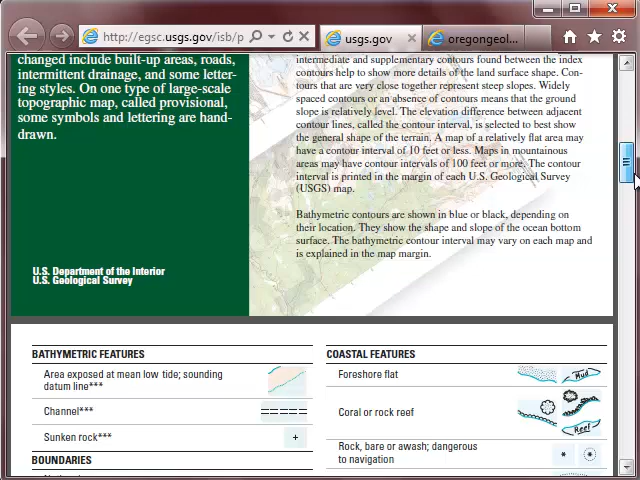 http://egsc.usgs.gov/isb/p
usgs.gov
oregongeol...
changed include built-up areas, roads,
intermittent drainage, and some letter-
ing styles. On one type of large-scale
topographic map, called provisional,
some symbols and lettering are hand-
drawn.
U.S. Department of the Interior
U.S. Geological Survey
intermediate and supplementary contours found between the index
contours help to show more details of the land surface shape. Con-
tours that are very close together represent steep slopes. Widely
spaced contours or an absence of contours means that the ground
slope is relatively level. The elevation difference between adjacent
contour lines, called the contour interval, is selected to best show
the general shape of the terrain. A map of a relatively flat area may
have a contour interval of 10 feet or less. Maps in mountainous
areas may have contour intervals of 100 feet or more. The contour
interval is printed in the margin of each U.S. Geological Survey
(USGS) map.
Bathymetric contours are shown in blue or black, depending on
their location. They show the shape and slope of the ocean bottom
surface. The bathymetric contour interval may vary on each map and
is explained in the map margin.
BATHYMETRIC FEATURES
Area exposed at mean low tide; sounding
datum line***
Channel***
Sunken rock***
BOUNDARIES
COASTAL FEATURES
Foreshore flat
Mud
Coral or rock reef
Reef
Rock, bare or awash; dangerous
to navigation